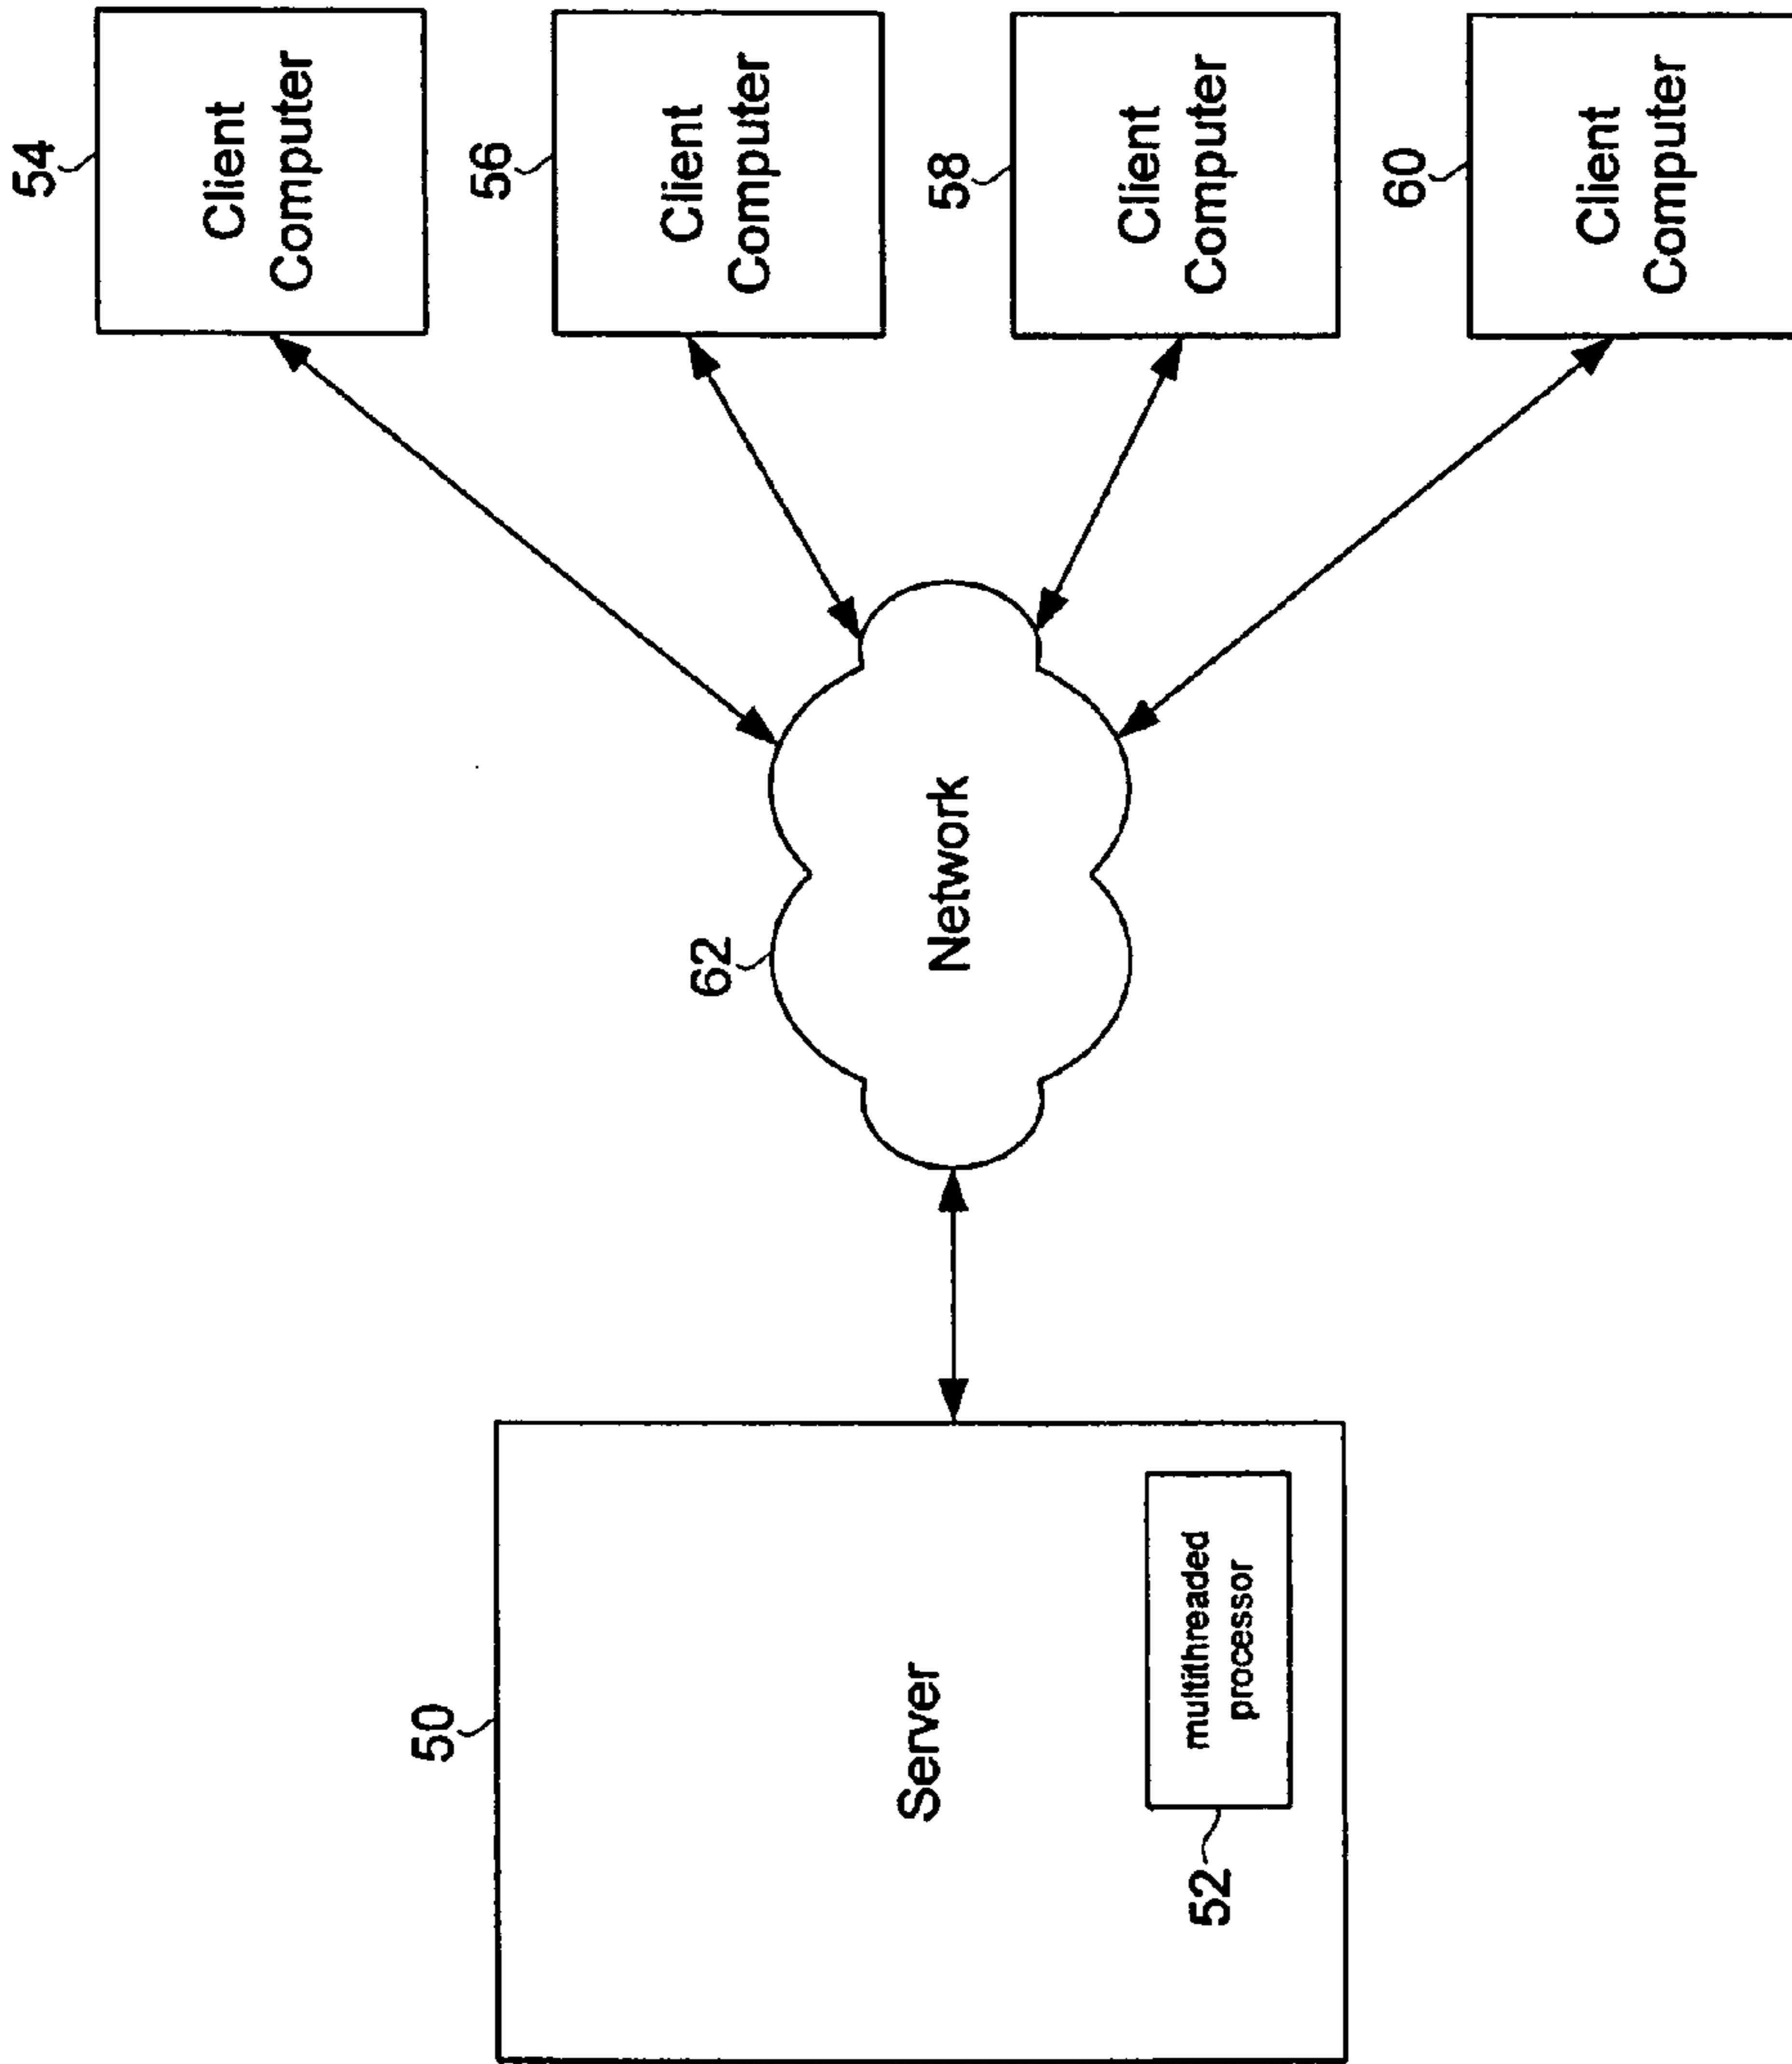 50
Server
52
multithreaded
processor
62
Network
54
Client
Computer
56
Client
Computer
58
Client
Computer
60
Client
Computer